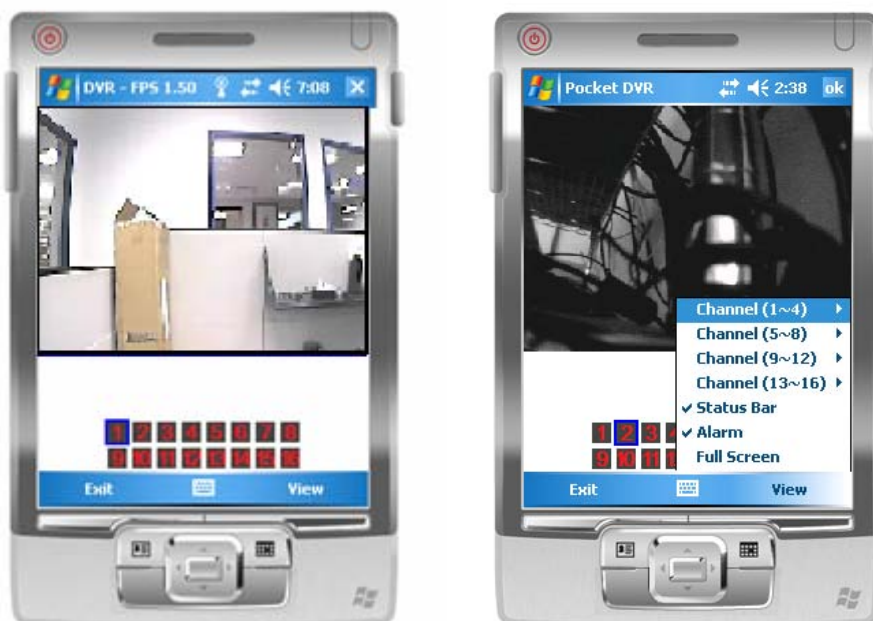 DVR - FPS 1.50 7:08
1 2 3 4 5 6 7 8
9 10 11 12 13 14 15 16
Exit View
Pocket DVR 2:38 ok
Channel (1~4)
Channel (5~8)
Channel (9~12)
Channel (13~16)
Status Bar
Alarm
Full Screen
1 2 3
9 10 11
Exit View